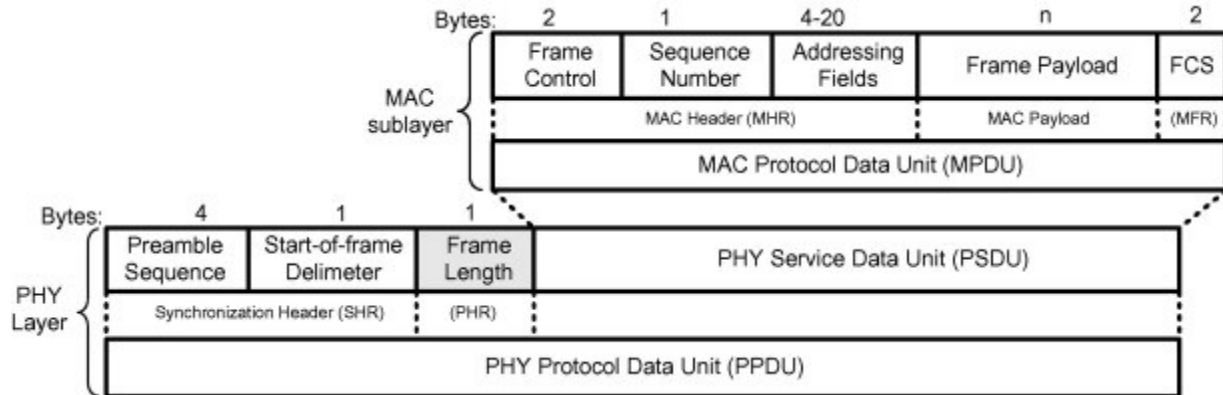 Bytes: 2 1 4-20 n 2
Frame Control
Sequence Number
Addressing Fields
Frame Payload
FCS
MAC sublayer
MAC Header (MHR)
MAC Payload
(MFR)
MAC Protocol Data Unit (MPDU)
Bytes: 4 1 1
Preamble Sequence
Start-of-frame Delimeter
Frame Length
PHY Service Data Unit (PSDU)
PHY Layer
Synchronization Header (SHR)
(PHR)
PHY Protocol Data Unit (PPDU)